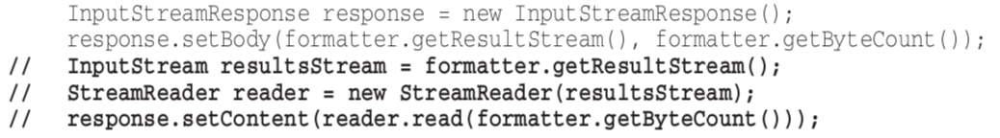 InputStreamResponse response = new InputStreamResponse();
response.setBody(formatter.getResultStream(), formatter.getByteCount());
// InputStream resultsStream = formatter.getResultStream();
// StreamReader reader = new StreamReader(resultsStream);
// response.setContent(reader.read(formatter.getByteCount()));